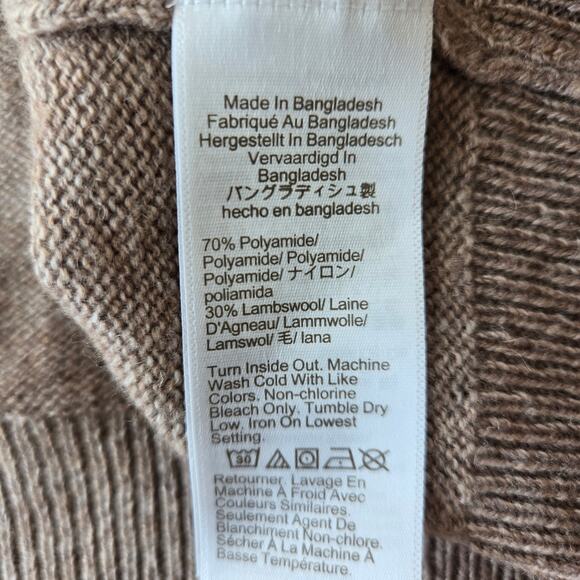 Made In Bangladesh
Fabriqué Au Bangladesh
Hergestellt In Bangladesch
Vervaardigd In
Bangladesh
バングラディシュ製
hecho en bangladesh
70% Polyamide/
Polyamide/ Polyamide/
Polyamide/ ナイロン/
poliamida
30% Lambswool/ Laine
D'Agneau/ Lammwolle/
Lamswol/ 毛/ lana
Turn Inside Out. Machine
Wash Cold With Like
Colors. Non-chlorine
Bleach Only. Tumble Dry
Low. Iron On Lowest
Setting.
30
Retourner. Lavage En
Machine À Froid Avec
Couleurs Similaires.
Seulement Agent De
Blanchiment Non-chlore.
Sécher À La Machine À
Basse Température.